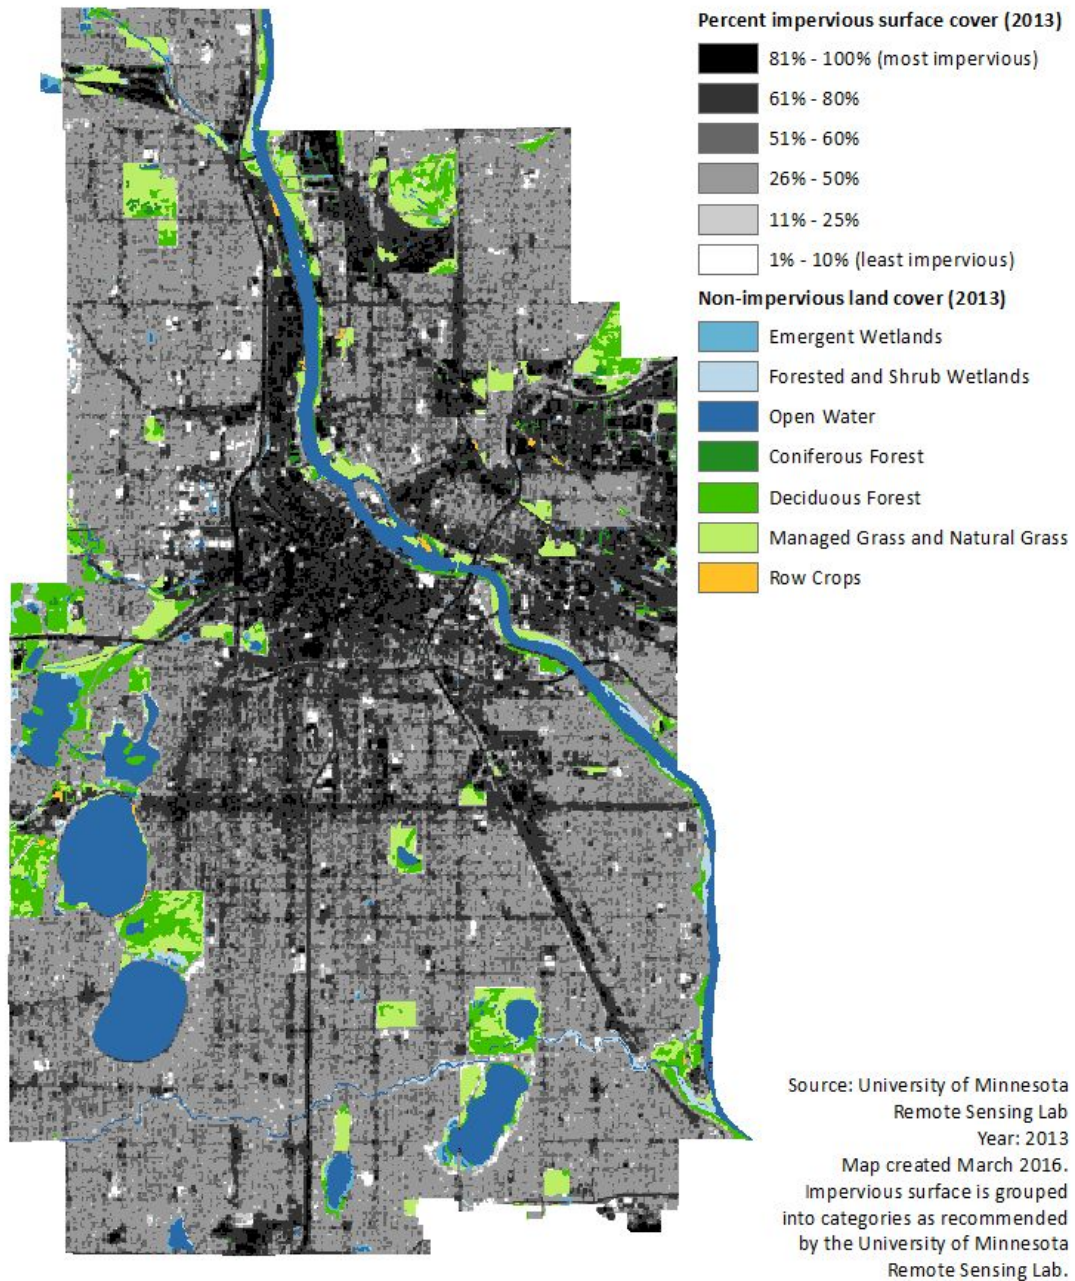 Percent impervious surface cover (2013)
81% - 100% (most impervious)
61% - 80%
51% - 60%
26% - 50%
11% - 25%
1% - 10% (least impervious)
Non-impervious land cover (2013)
Emergent Wetlands
Forested and Shrub Wetlands
Open Water
Coniferous Forest
Deciduous Forest
Managed Grass and Natural Grass
Row Crops
Source: University of Minnesota
Remote Sensing Lab
Year: 2013
Map created March 2016.
Impervious surface is grouped
into categories as recommended
by the University of Minnesota
Remote Sensing Lab.